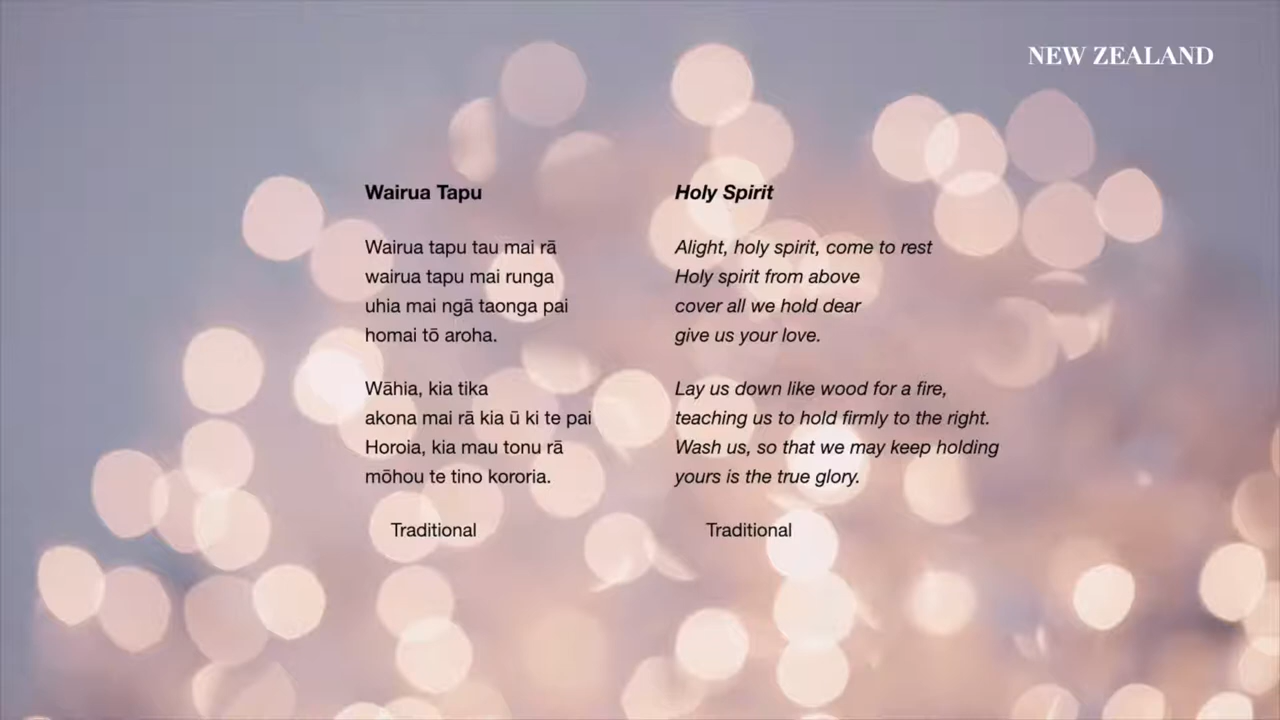 NEW ZEALAND
Wairua Tapu
Wairua tapu tau mai rā
wairua tapu mai runga
uhia mai ngā taonga pai
homai tō aroha.
Wāhia, kia tika
akona mai rā kia ū ki te pai
Horoia, kia mau tonu rā
mōhou te tino kororia.
Traditional
Holy Spirit
Alight, holy spirit, come to rest
Holy spirit from above
cover all we hold dear
give us your love.
Lay us down like wood for a fire,
teaching us to hold firmly to the right.
Wash us, so that we may keep holding
yours is the true glory.
Traditional